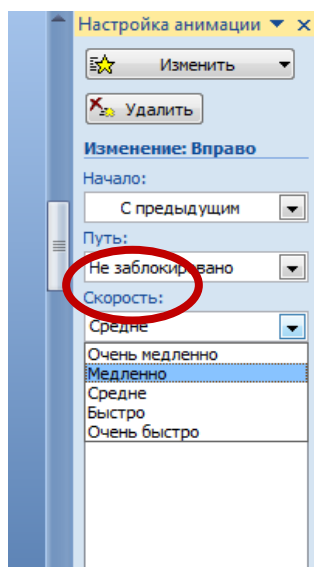 Настройка анимации
Изменить
Удалить
Изменение: Вправо
Начало:
С предыдущим
Путь:
Не заблокировано
Скорость:
Средне
Очень медленно
Медленно
Средне
Быстро
Очень быстро